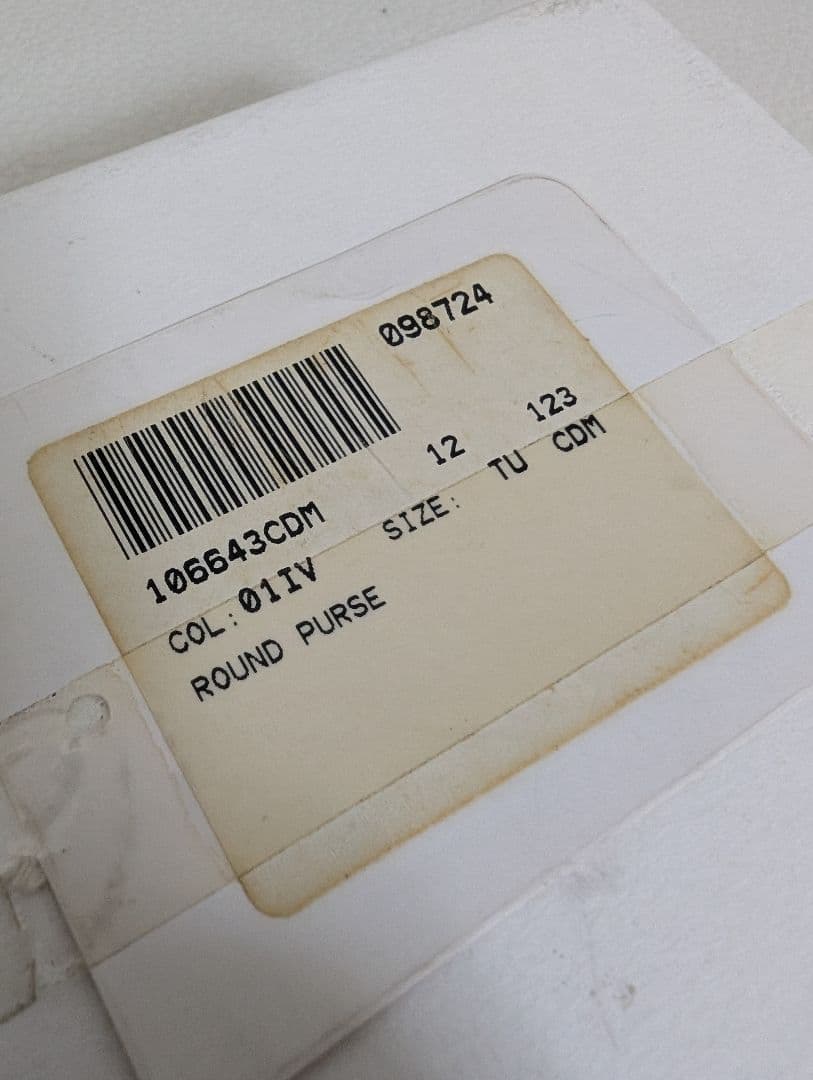 098724
106643CDM 12 123
COL:01IV SIZE: TU CDM
ROUND PURSE